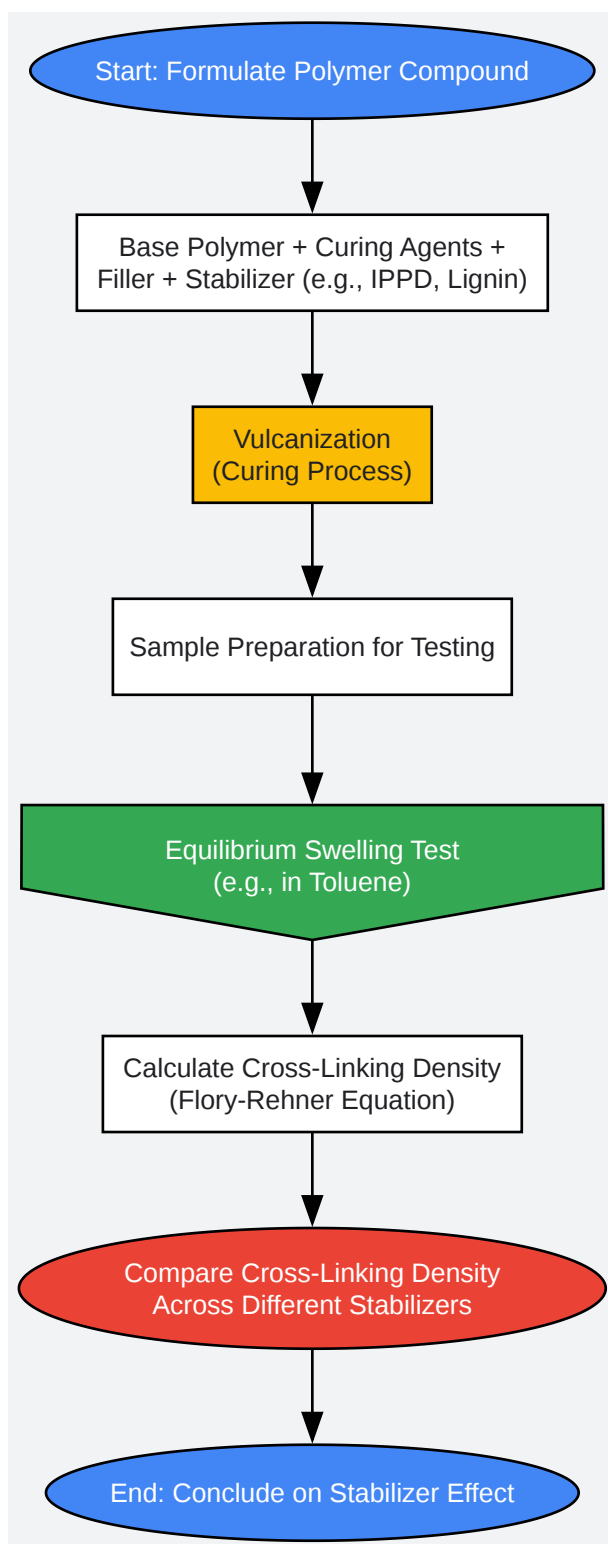 Start: Formulate Polymer Compound
Base Polymer + Curing Agents +
Filler + Stabilizer (e.g., IPPD, Lignin)
Vulcanization
(Curing Process)
Sample Preparation for Testing
Equilibrium Swelling Test
(e.g., in Toluene)
Calculate Cross-Linking Density
(Flory-Rehner Equation)
Compare Cross-Linking Density
Across Different Stabilizers
End: Conclude on Stabilizer Effect